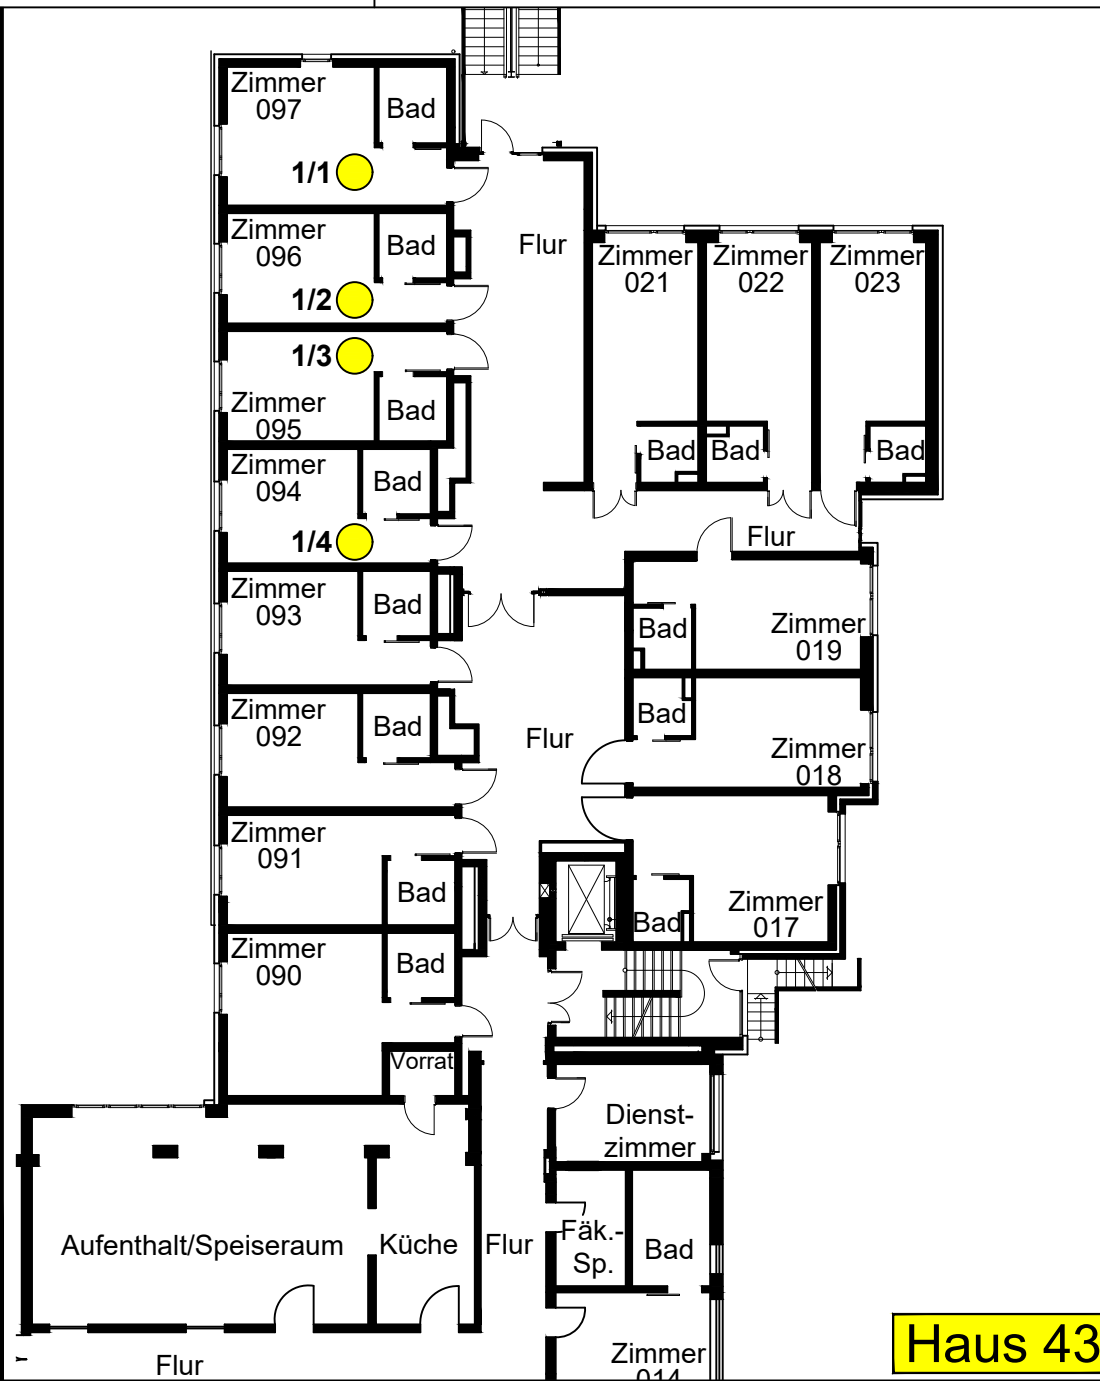 Zimmer
097
Bad
1/1
Zimmer
096
Bad
1/2
Flur
1/3
Zimmer
095
Bad
Zimmer
021
Zimmer
022
Zimmer
023
Bad
Bad
Bad
Zimmer
094
Bad
1/4
Flur
Zimmer
093
Bad
Bad
Zimmer
019
Zimmer
092
Bad
Flur
Bad
Zimmer
018
Zimmer
091
Bad
Zimmer
017
Bad
Zimmer
090
Bad
Vorrat
Dienst-
zimmer
Aufenthalt/Speiseraum
Küche
Flur
Fäk.-
Sp.
Bad
Zimmer
014
Flur
Haus 43